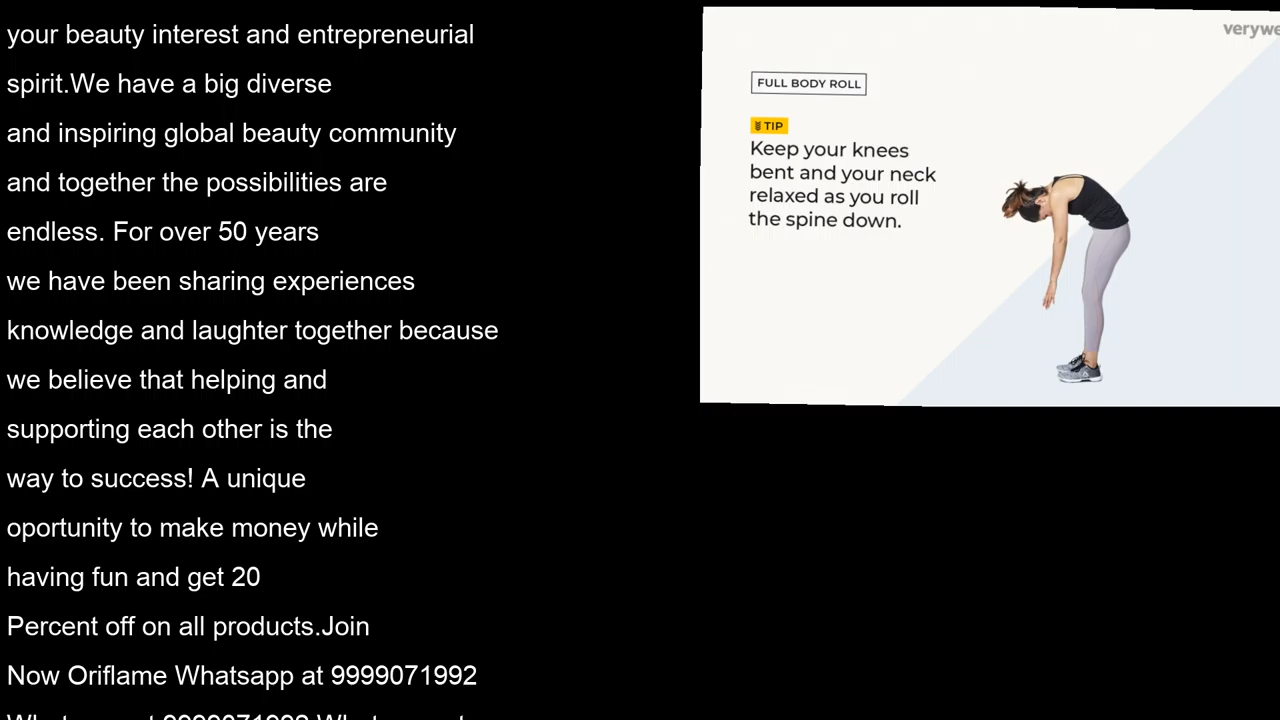 your beauty interest and entrepreneurial
spirit.We have a big diverse
and inspiring global beauty community
and together the possibilities are
endless. For over 50 years
we have been sharing experiences
knowledge and laughter together because
we believe that helping and
supporting each other is the
way to success! A unique
oportunity to make money while
having fun and get 20
Percent off on all products.Join
Now Oriflame Whatsapp at 9999071992
FULL BODY ROLL
TIP
Keep your knees
bent and your neck
relaxed as you roll
the spine down.